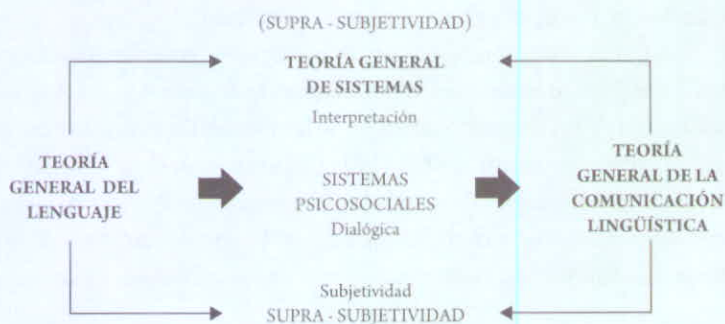 (SUPRA - SUBJETIVIDAD)
TEORÍA GENERAL
DE SISTEMAS
Interpretación
TEORÍA
GENERAL DEL
LENGUAJE
SISTEMAS
PSICOSOCIALES
Dialógica
TEORÍA
GENERAL DE LA
COMUNICACIÓN
LINGÜÍSTICA
Subjetividad
SUPRA - SUBJETIVIDAD